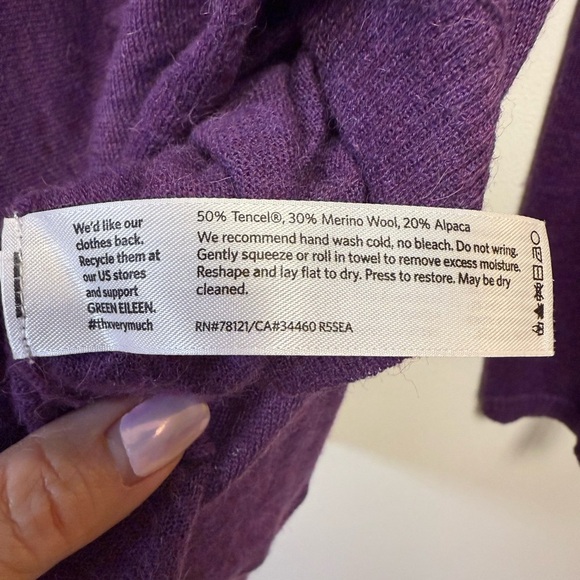 We'd like our
clothes back.
Recycle them at
our US stores
and support
GREEN EILEEN.
#thxverymuch
50% Tencel®, 30% Merino Wool, 20% Alpaca
We recommend hand wash cold, no bleach. Do not wring.
Gently squeeze or roll in towel to remove excess moisture.
Reshape and lay flat to dry. Press to restore. May be dry
cleaned.
RN#78121/CA#34460 R5SEA